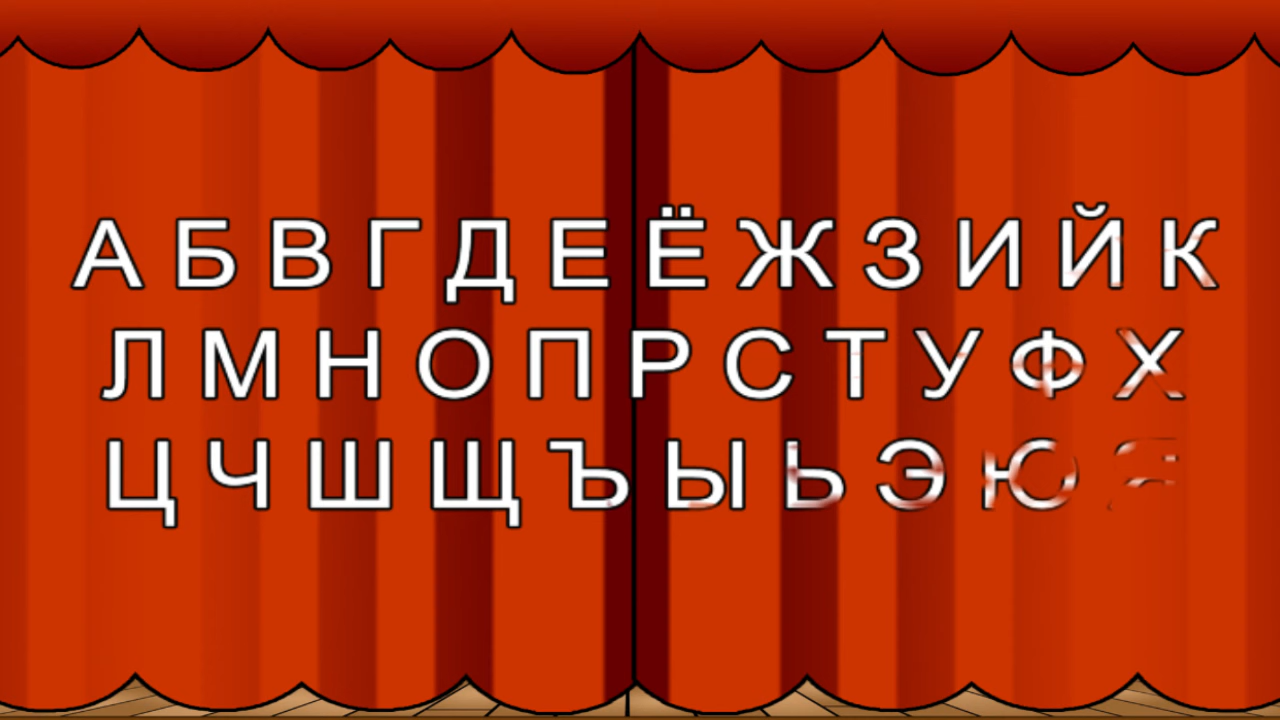 А Б В Г Д Е Ё Ж З И Й К
Л М Н О П Р С Т У Ф Х
Ц Ч Ш Щ Ъ Ы Ь Э Ю